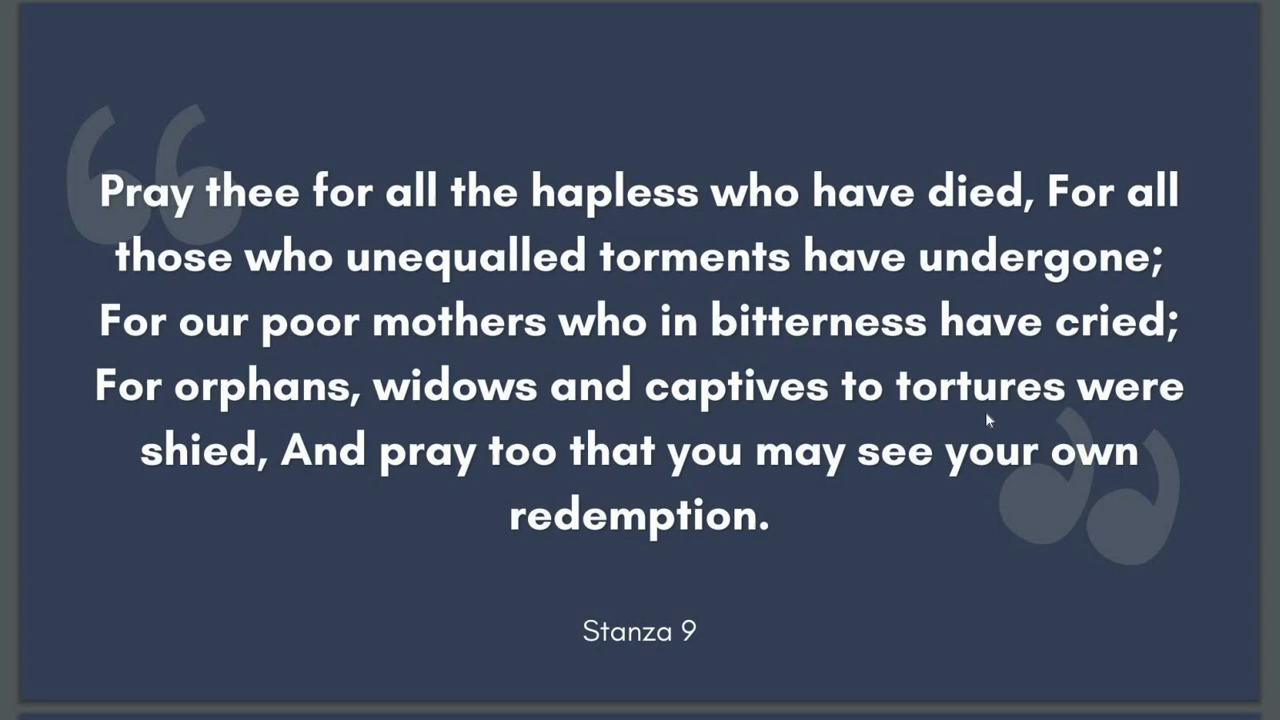 Pray thee for all the hapless who have died, For all
those who unequalled torments have undergone;
For our poor mothers who in bitterness have cried;
For orphans, widows and captives to tortures were
shied, And pray too that you may see your own
redemption.
Stanza 9